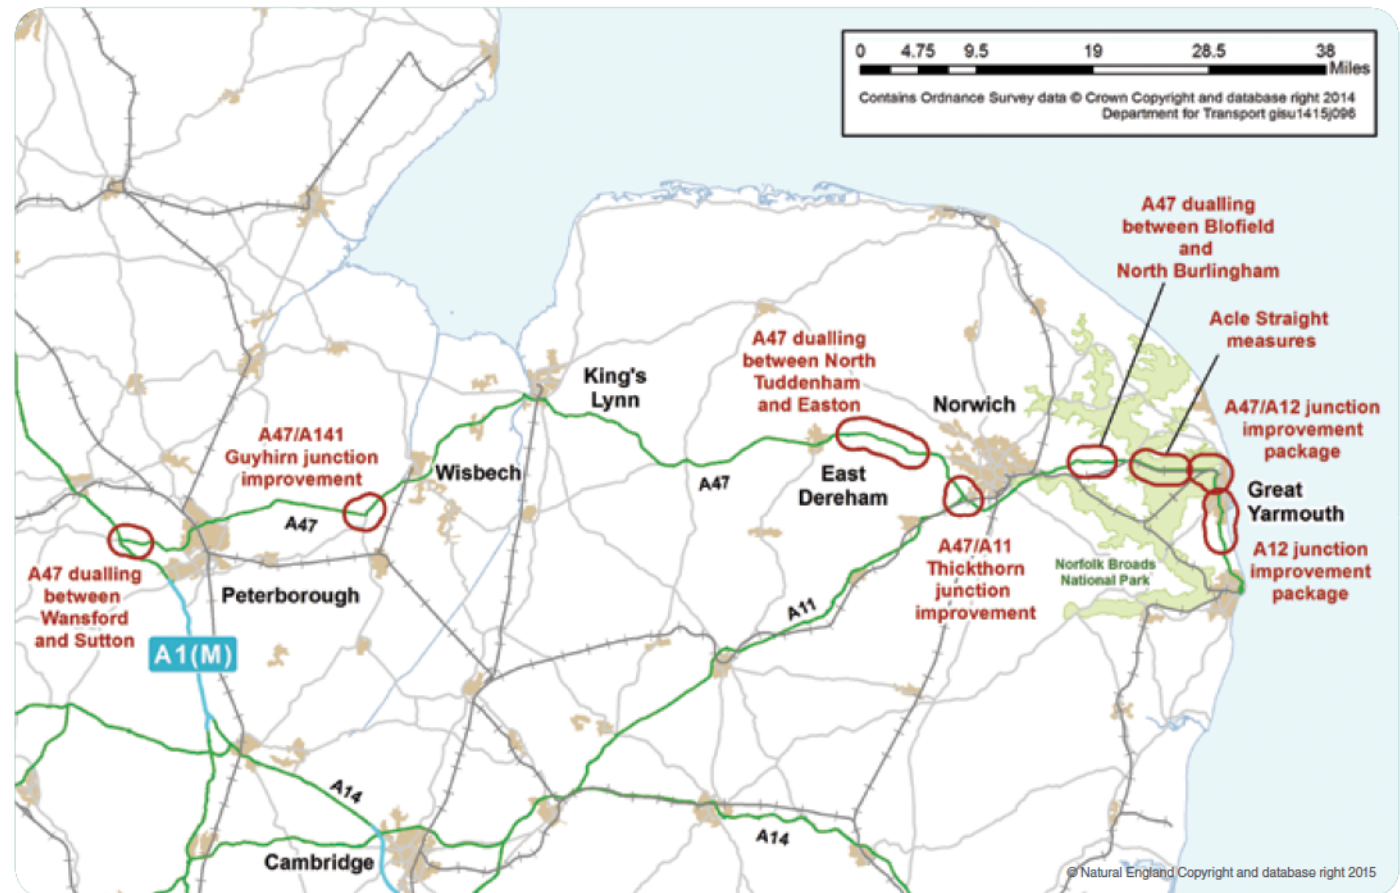 0 4.75 9.5 19 28.5 38
Miles
Contains Ordnance Survey data © Crown Copyright and database right 2014
Department for Transport gisu1415j096
A47 dualling
between Blofield
and
North Burlingham
Acle Straight
measures
A47 dualling
between North
Tuddenham
and Easton
King's
Lynn
Norwich
A47/A12 junction
improvement
package
A47/A141
Guyhirn junction
improvement
Wisbech
A47
East
Dereham
Great
Yarmouth
A47
A47/A11
Thickthorn
junction
improvement
Norfolk Broads
National Park
A12 junction
improvement
package
A47 dualling
between
Wansford
and Sutton
Peterborough
A11
A1(M)
A14
A14
Cambridge
© Natural England Copyright and database right 2015